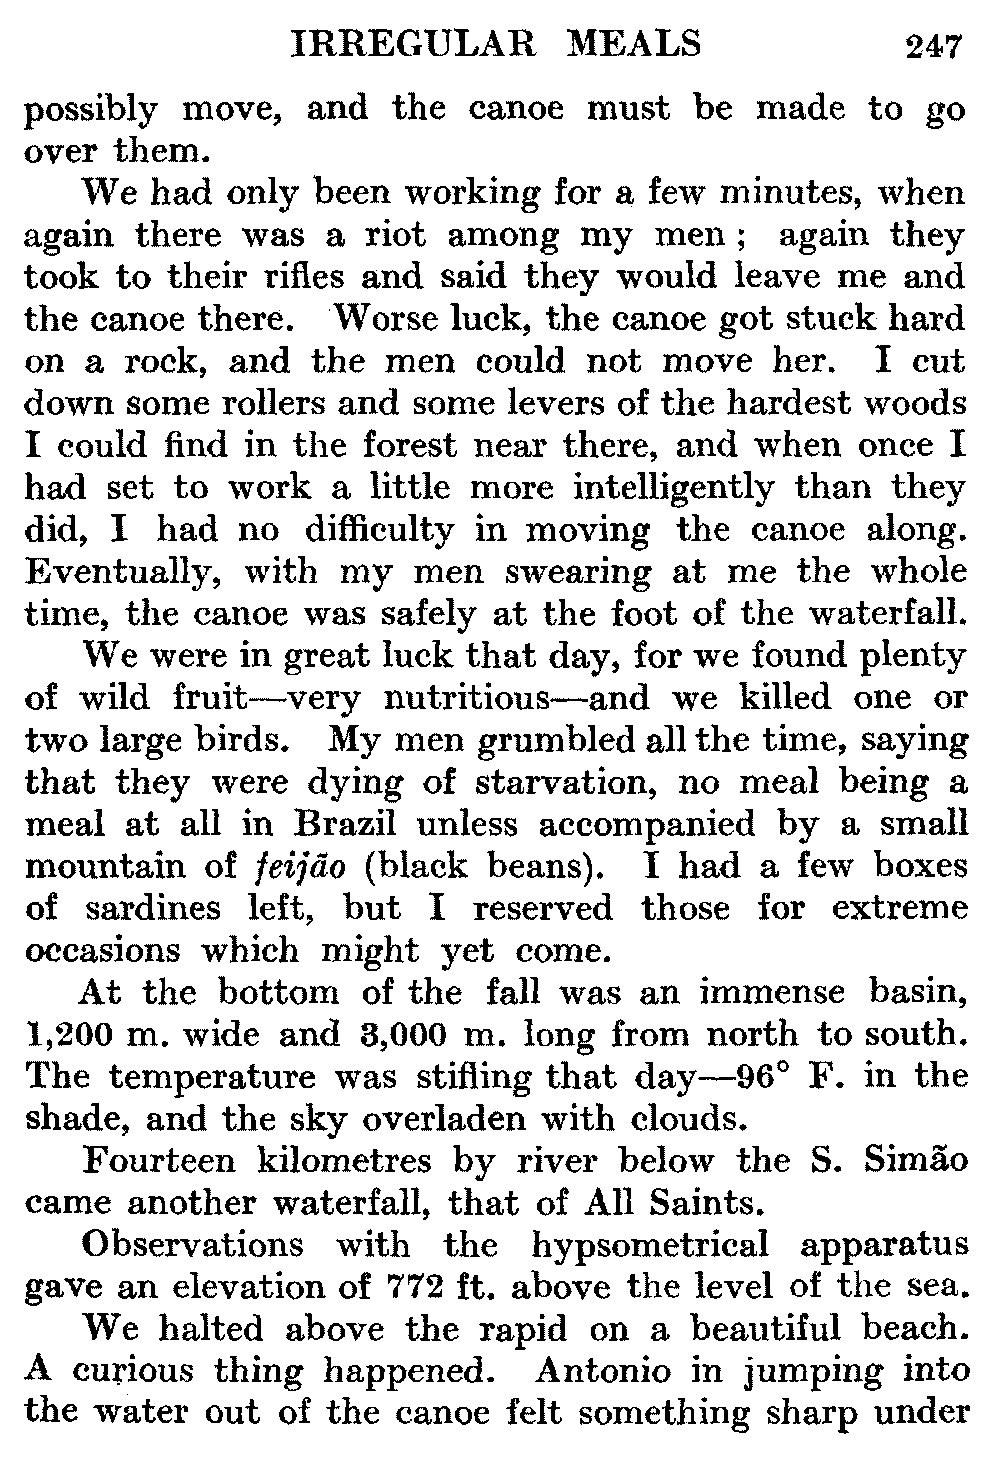 IRREGULAR MEALS 247
possibly move, and the canoe must be made to go
over them.
We had only been working for a few minutes, when
again there was a riot among my men ; again they
took to their rifles and said they would leave me and
the canoe there. Worse luck, the canoe got stuck hard
on a rock, and the men could not move her. I cut
down some rollers and some levers of the hardest woods
I could find in the forest near there, and when once I
had set to work a little more intelligently than they
did, I had no difficulty in moving the canoe along.
Eventually, with my men swearing at me the whole
time, the canoe was safely at the foot of the waterfall.
We were in great luck that day, for we found plenty
of wild fruit—very nutritious—and we killed one or
two large birds. My men grumbled all the time, saying
that they were dying of starvation, no meal being a
meal at all in Brazil unless accompanied by a small
mountain of feijão (black beans). I had a few boxes
of sardines left, but I reserved those for extreme
occasions which might yet come.
At the bottom of the fall was an immense basin,
1,200 m. wide and 3,000 m. long from north to south.
The temperature was stifling that day—96° F. in the
shade, and the sky overladen with clouds.
Fourteen kilometres by river below the S. Simão
came another waterfall, that of All Saints.
Observations with the hypsometrical apparatus
gave an elevation of 772 ft. above the level of the sea.
We halted above the rapid on a beautiful beach.
A curious thing happened. Antonio in jumping into
the water out of the canoe felt something sharp under